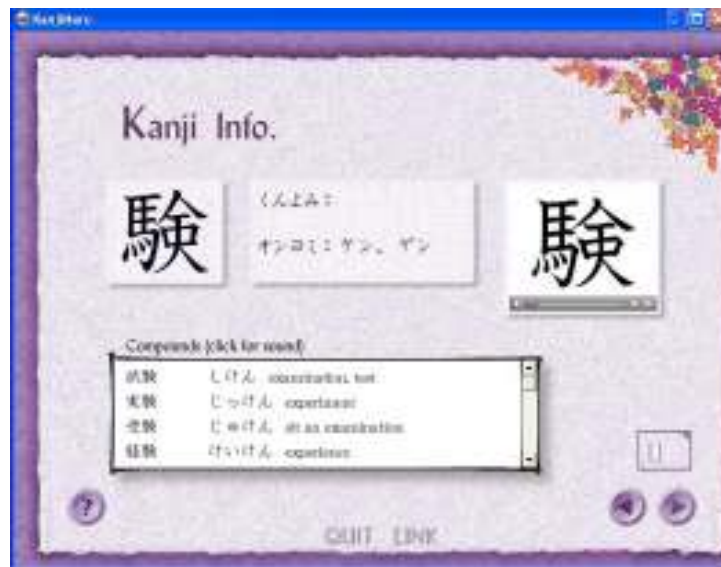 Kanji Info.
験
くんよみ：
オンヨミ：ケン、 ゲン
験
Compounds (click for sound)
試験 しけん examination, test
実験 じっけん experiment
受験 じゅけん sit an examination
経験 けいけん experience
?
QUIT LINK